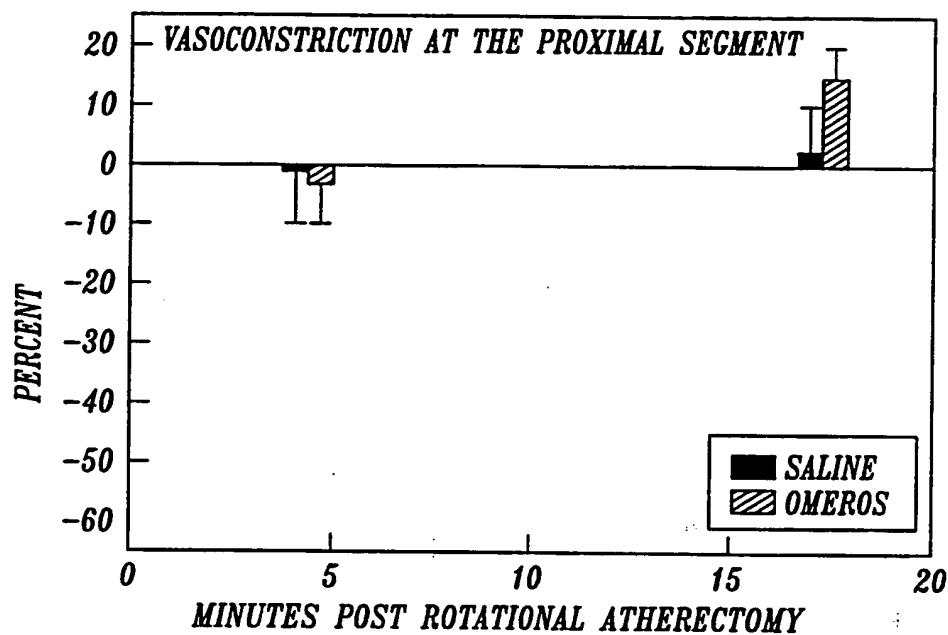 VASOCONSTRICTION AT THE PROXIMAL SEGMENT
20
10
0
-10
-20
-30
-40
-50
-60
PERCENT
SALINE
OMEROS
0 5 10 15 20
MINUTES POST ROTATIONAL ATHERECTOMY